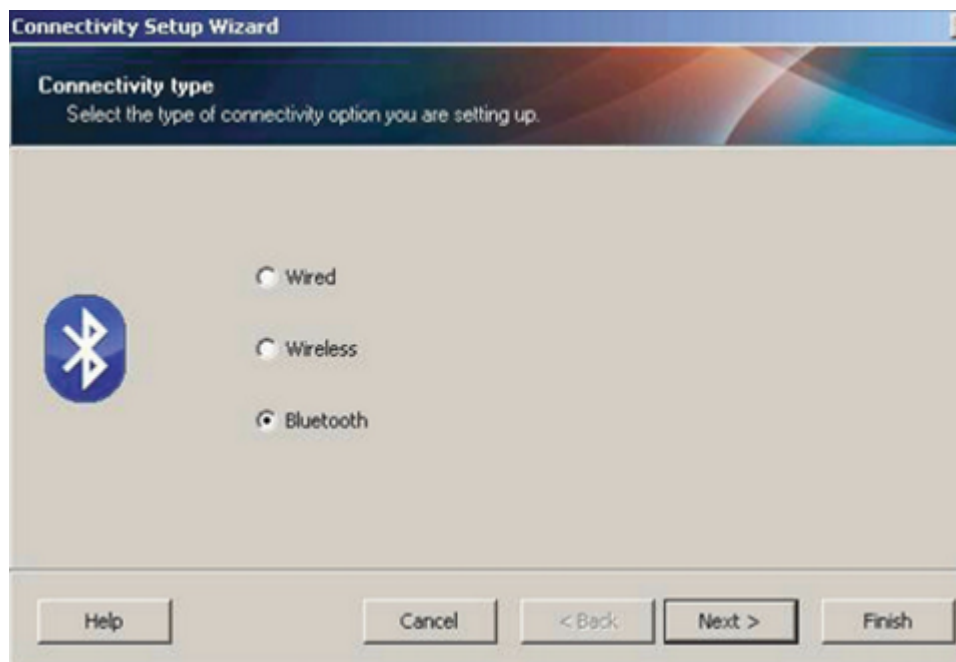 Connectivity Setup Wizard
Connectivity type
Select the type of connectivity option you are setting up.
Wired
Wireless
Bluetooth
Help
Cancel
< Back
Next >
Finish